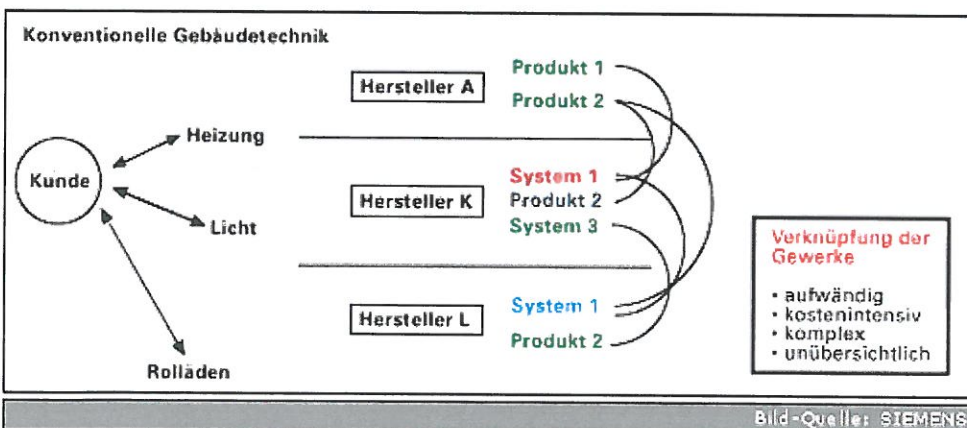 Konventionelle Gebäudetechnik
Kunde
Heizung
Licht
Rolläden
Hersteller A
Produkt 1
Produkt 2
Hersteller K
System 1
Produkt 2
System 3
Hersteller L
System 1
Produkt 2
Verknüpfung der
Gewerke
• aufwändig
• kostenintensiv
• komplex
• unübersichtlich
Bild-Quelle: SIEMENS